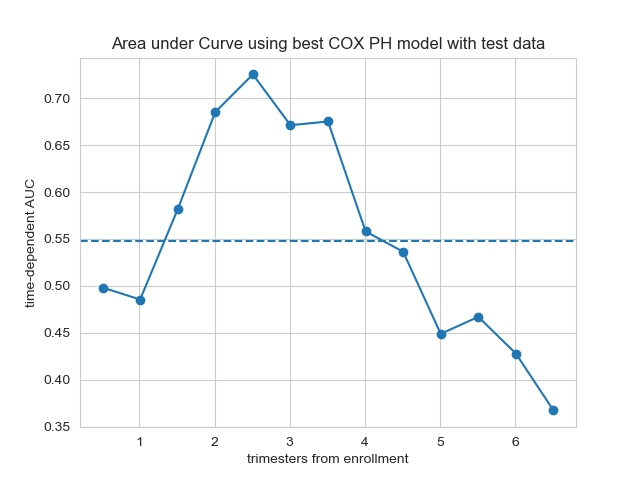 Area under Curve using best COX PH model with test data
time-dependent AUC
0.70
0.65
0.60
0.55
0.50
0.45
0.40
0.35
1 2 3 4 5 6
trimesters from enrollment